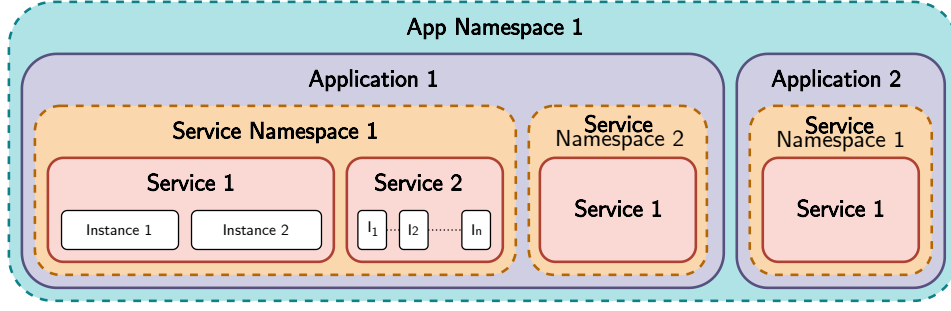 App Namespace 1
Application 1
Application 2
Service Namespace 1
Service
Namespace 2
Service
Namespace 1
Service 1
Service 2
Service 1
Service 1
Instance 1
Instance 2
I₁
I₂
Iₙ